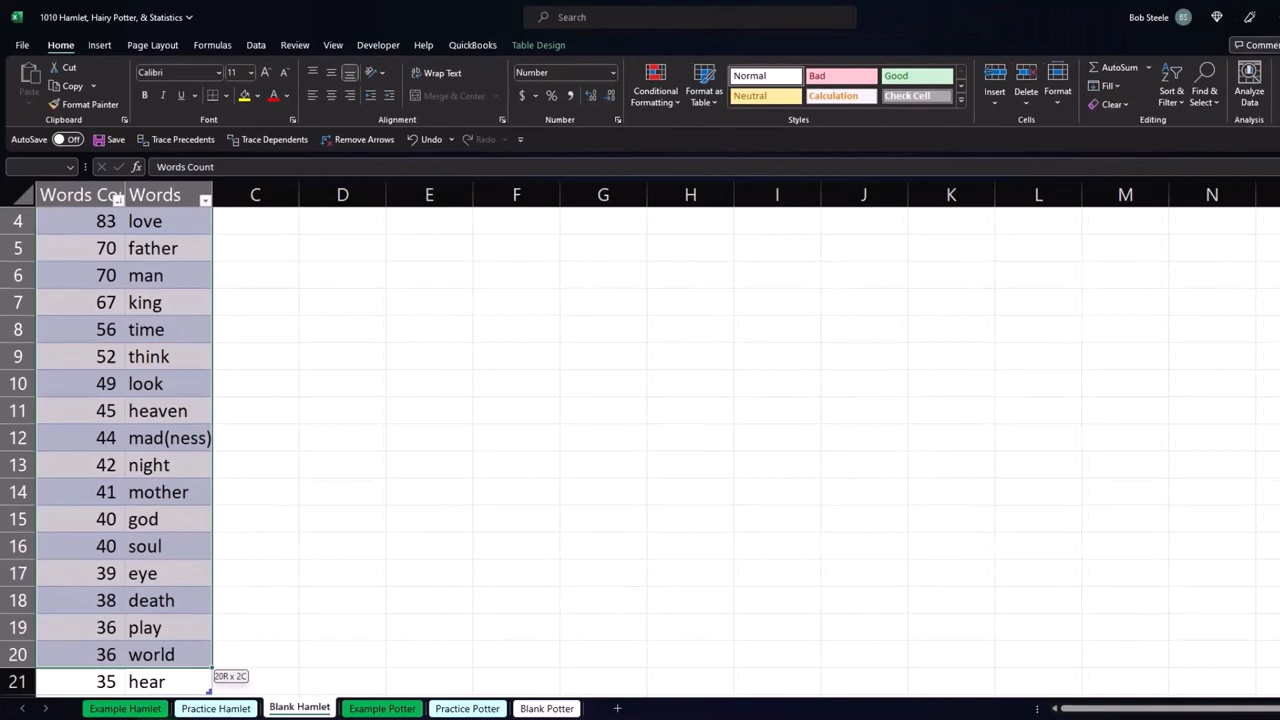 1010 Hamlet, Hairy Potter, & Statistics
Search
Bob Steele
BS
File Home Insert Page Layout Formulas Data Review View Developer Help QuickBooks Table Design
Comme
Paste
Cut
Copy
Format Painter
Clipboard
Calibri 11
B I U
Font
Wrap Text
Merge & Center
Alignment
Number
$ % 9
Number
Conditional Formatting
Format as Table
Normal Bad Good
Neutral Calculation Check Cell
Styles
Insert Delete Format
Cells
AutoSum
Fill
Clear
Sort & Filter
Find & Select
Editing
Analyze Data
Analysis
AutoSave Off Save Trace Precedents Trace Dependents Remove Arrows Undo Redo
fx Words Count
Words Cou Words C D E F G H I J K L M N
4 83 love
5 70 father
6 70 man
7 67 king
8 56 time
9 52 think
10 49 look
11 45 heaven
12 44 mad(ness)
13 42 night
14 41 mother
15 40 god
16 40 soul
17 39 eye
18 38 death
19 36 play
20 36 world
21 35 hear
20R x 2C
Example Hamlet Practice Hamlet Blank Hamlet Example Potter Practice Potter Blank Potter